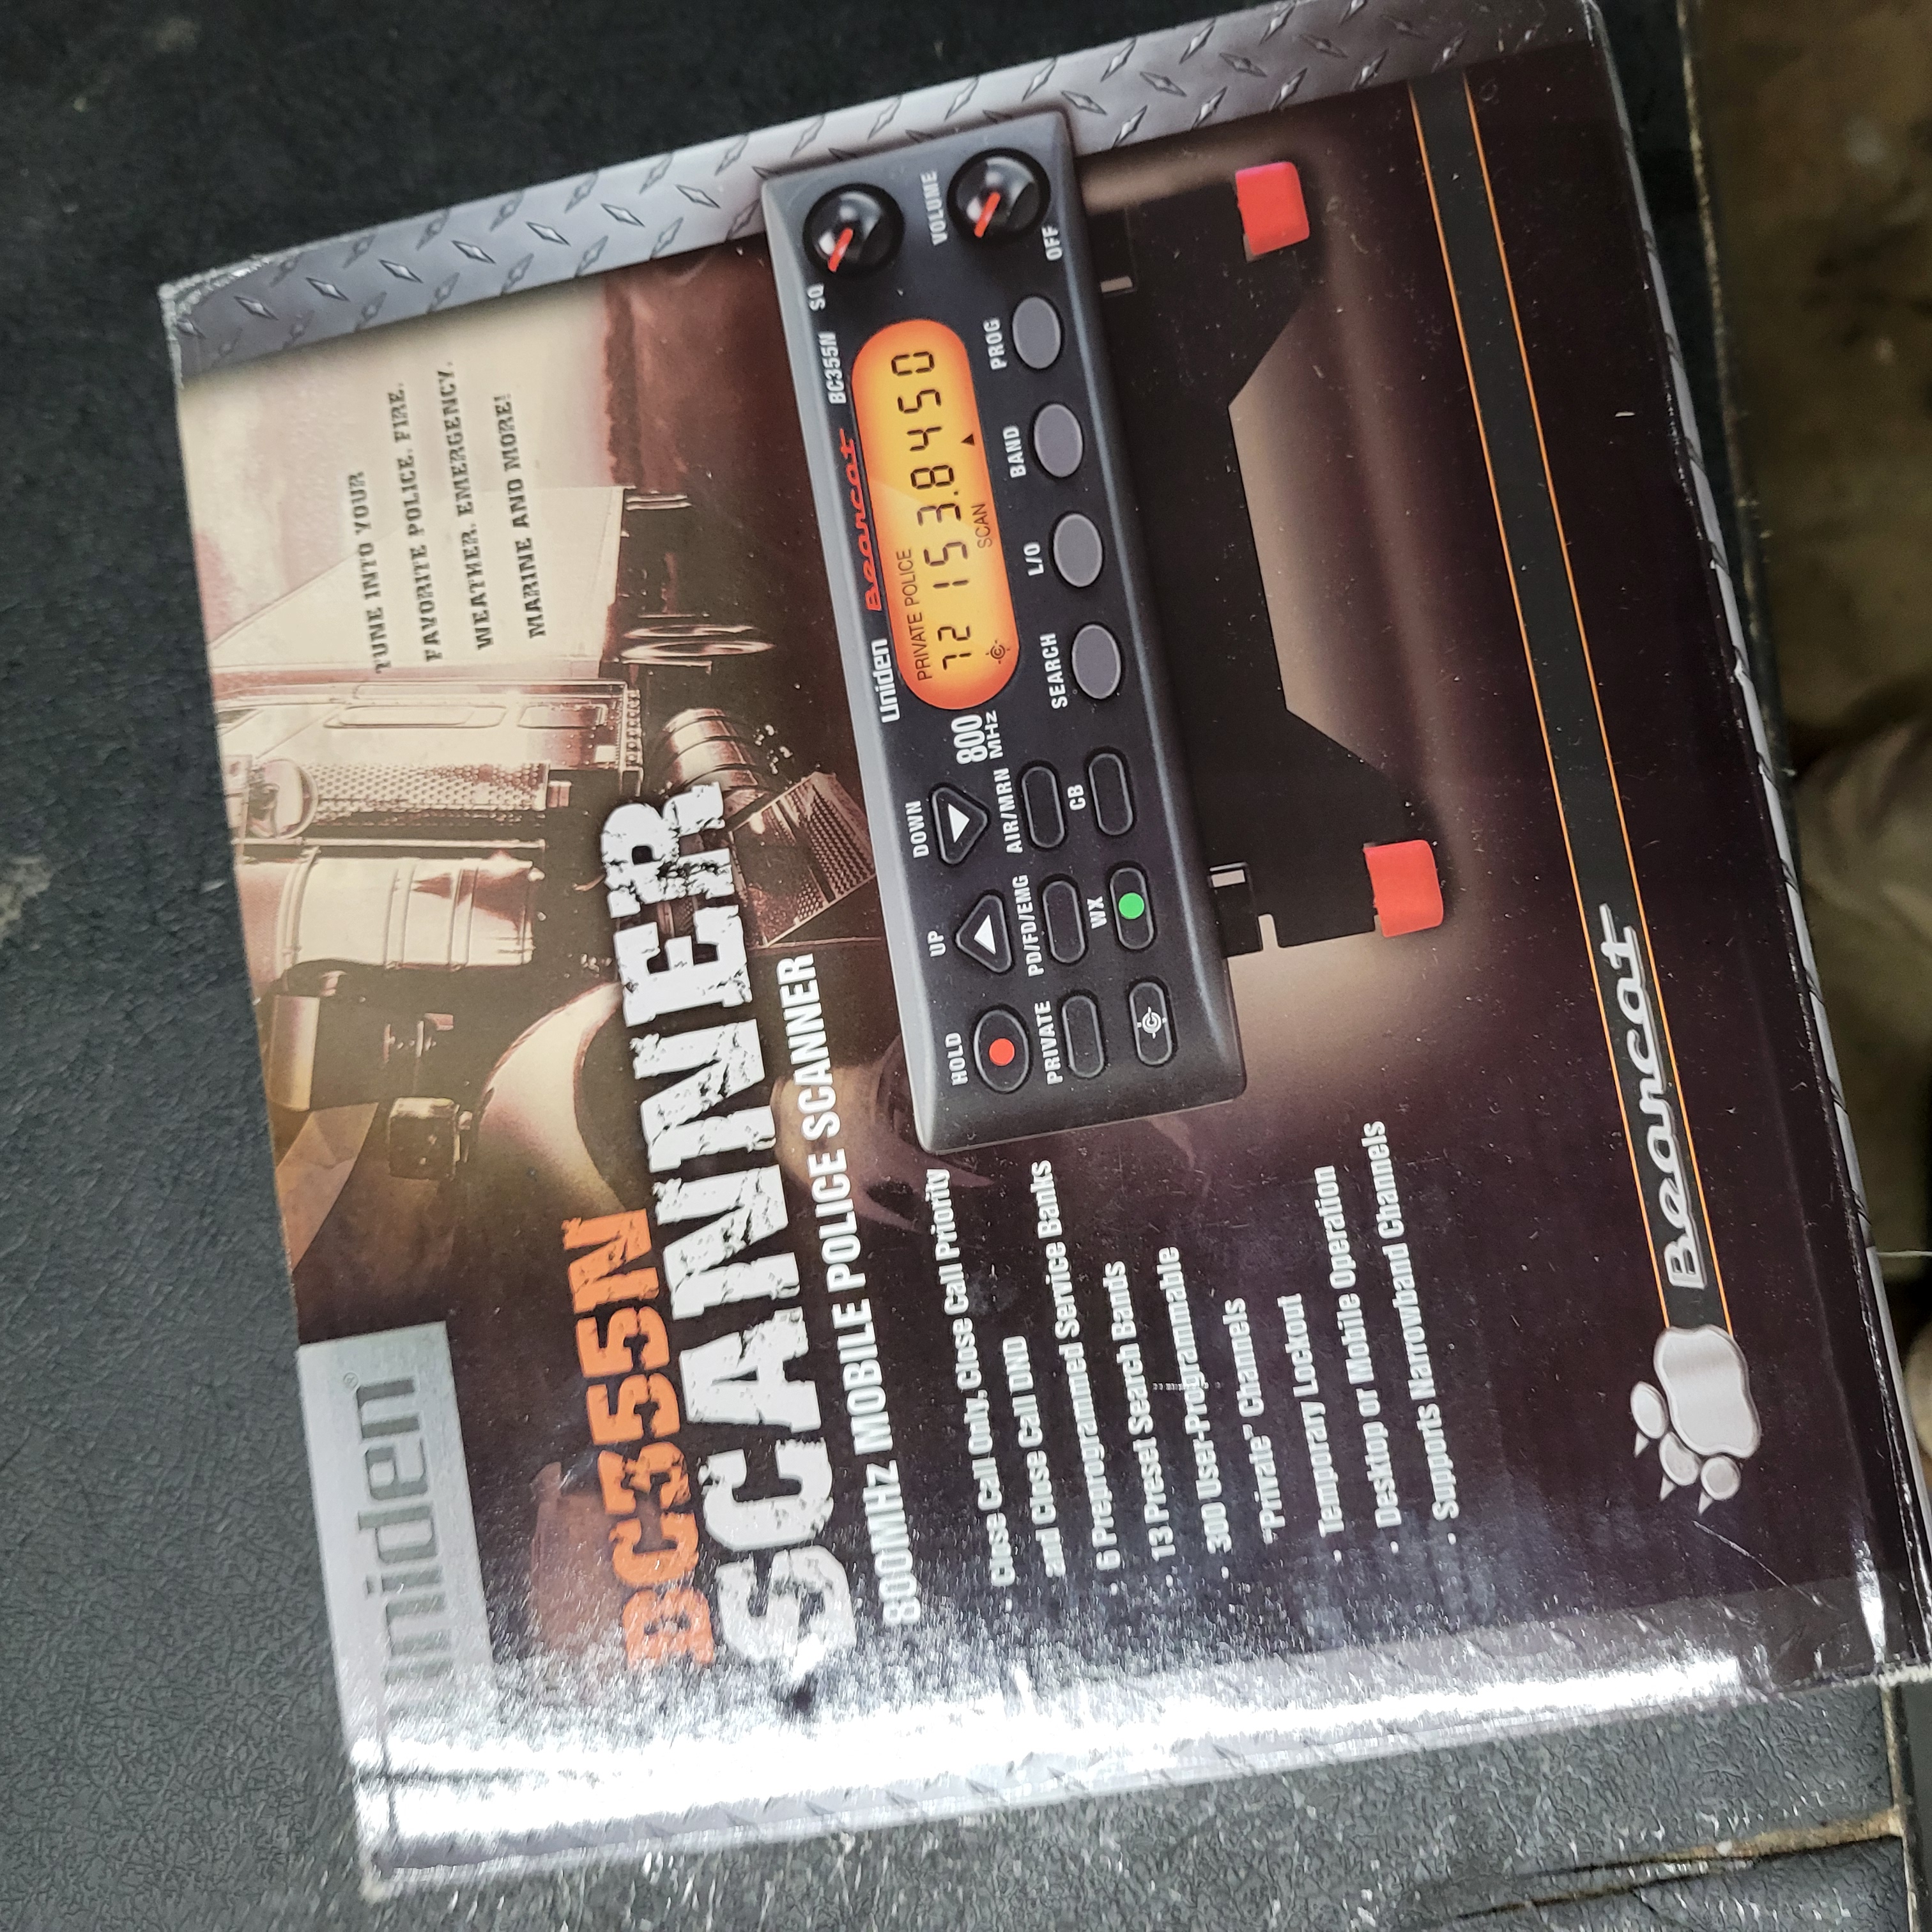 uniden®
TUNE INTO YOUR
FAVORITE POLICE, FIRE,
WEATHER, EMERGENCY,
MARINE AND MORE!
BC355N
SCANNER
800MHz MOBILE POLICE SCANNER
· Close Call Only, Close Call Priority
and Close Call DND
· 6 Preprogrammed Service Banks
· 13 Preset Search Bands
· 300 User-Programmable
"Private" Channels
· Temporary Lockout
· Desktop or Mobile Operation
· Supports Narrowband Channels
Uniden Bearcat BC355N SQ
HOLD UP DOWN
800 MHz
PRIVATE POLICE
72 153.8450
SCAN
VOLUME
OFF
PRIVATE PD/FD/EMG AIR/MRN
WX CB
SEARCH L/O BAND PROG
Bearcat